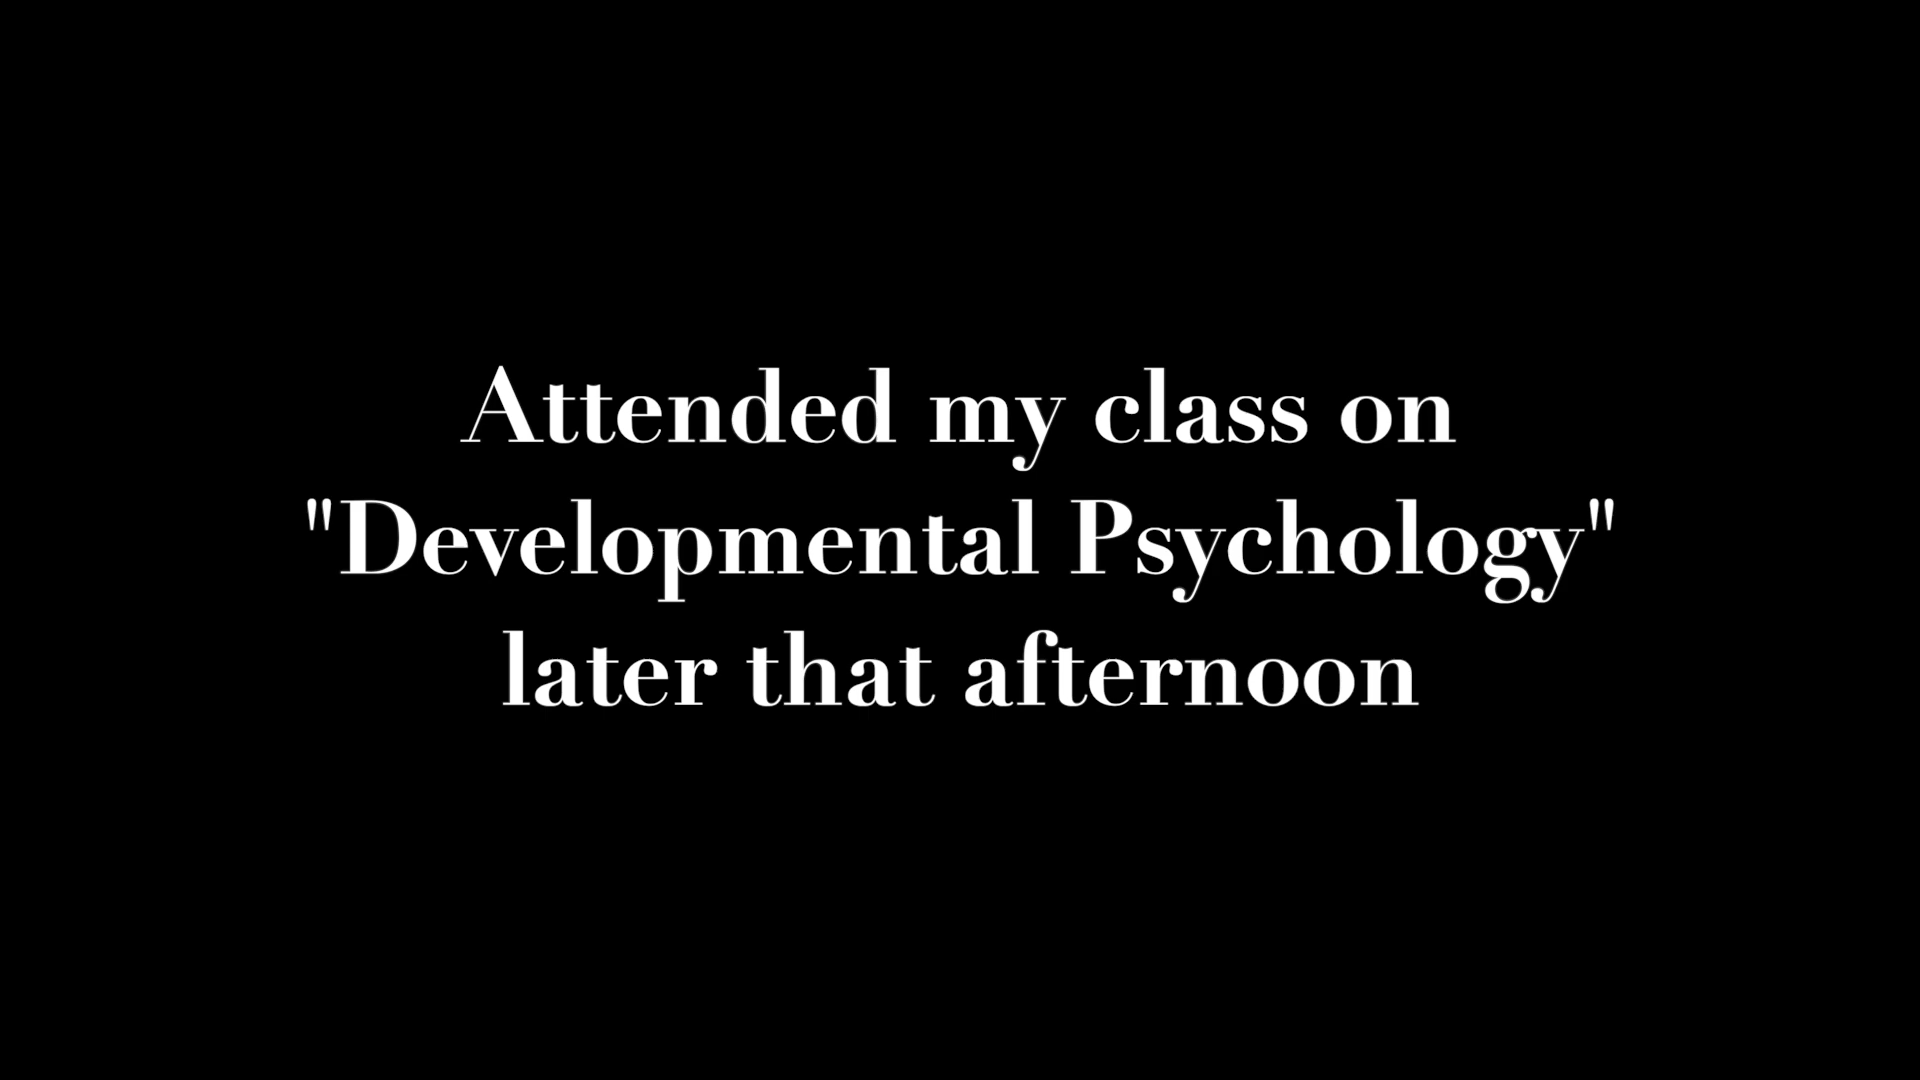 Attended my class on
"Developmental Psychology"
later that afternoon